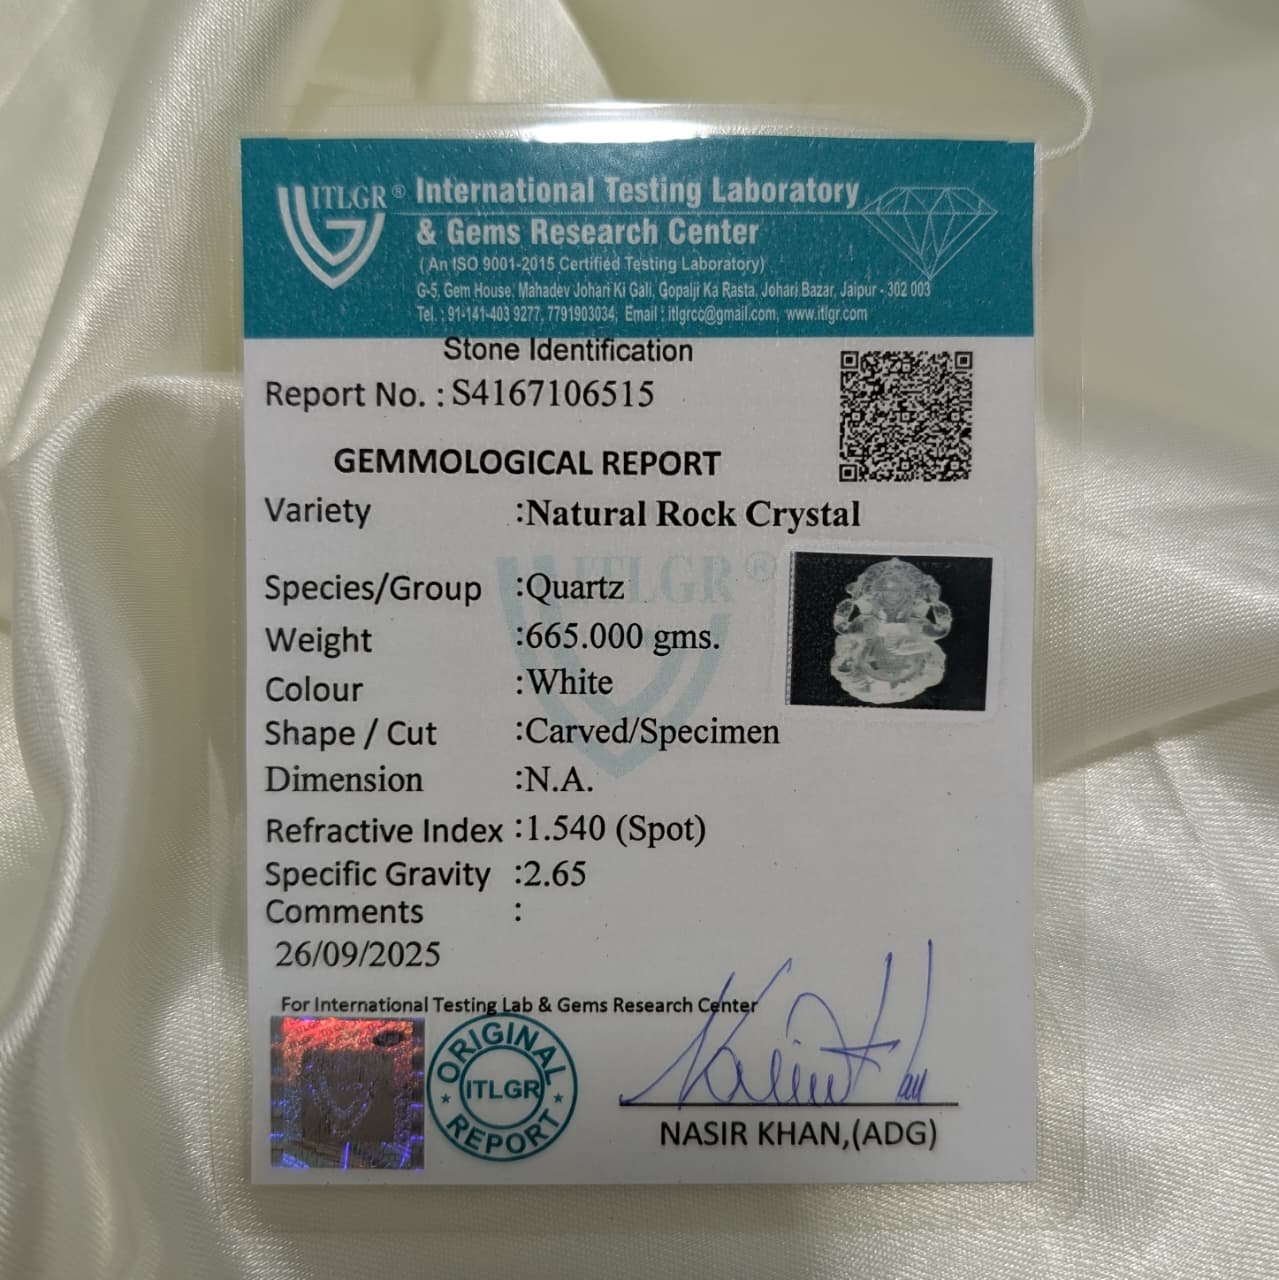 ITLGR® International Testing Laboratory
& Gems Research Center
(An ISO 9001-2015 Certified Testing Laboratory)
G-5, Gem House, Mahadev Johari Ki Gali, Gopalji Ka Rasta, Johari Bazar, Jaipur - 302 003
Tel. : 91-141-403 9277, 7791903034, Email : itlgrco@gmail.com, www.itlgr.com
Stone Identification
Report No. : S4167106515
GEMMOLOGICAL REPORT
Variety :Natural Rock Crystal
ITLGR®
Species/Group :Quartz
Weight :665.000 gms.
Colour :White
Shape / Cut :Carved/Specimen
Dimension :N.A.
Refractive Index :1.540 (Spot)
Specific Gravity :2.65
Comments :
26/09/2025
For International Testing Lab & Gems Research Center
ORIGINAL
ITLGR
REPORT
NASIR KHAN,(ADG)